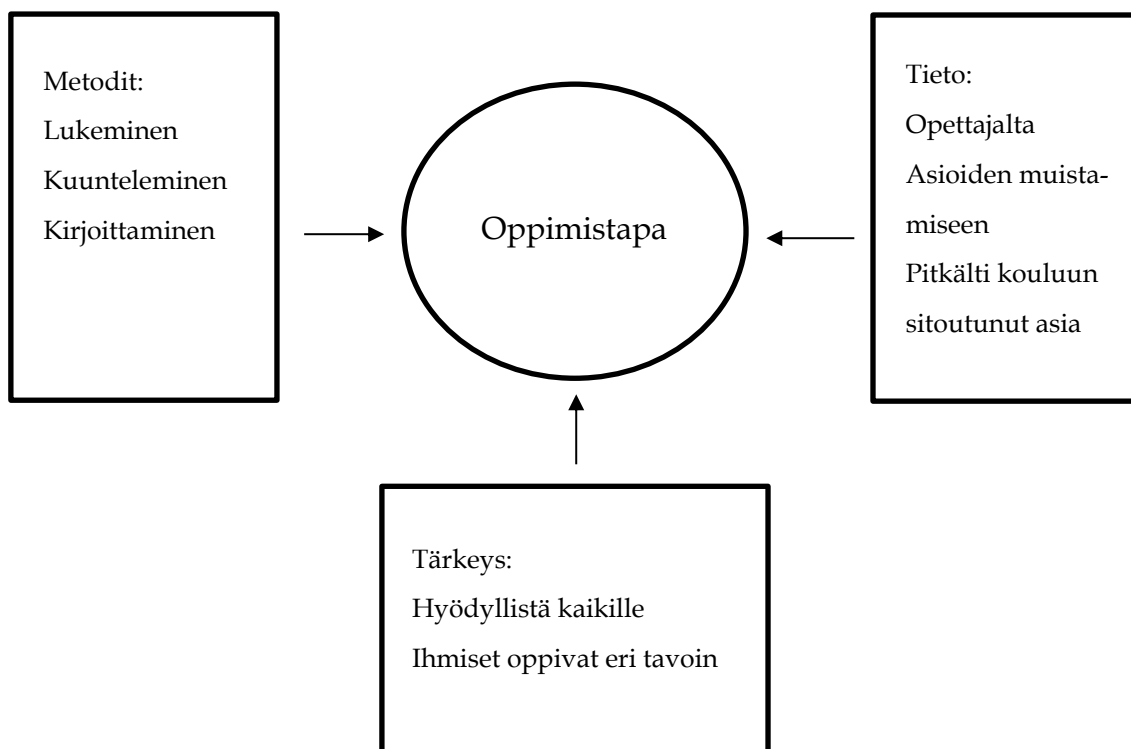 Metodit:
Lukeminen
Kuunteleminen
Kirjoittaminen
Oppimistapa
Tieto:
Opettajalta
Asioiden muista-
miseen
Pitkälti kouluun
sitoutunut asia
Tärkeys:
Hyödyllistä kaikille
Ihmiset oppivat eri tavoin